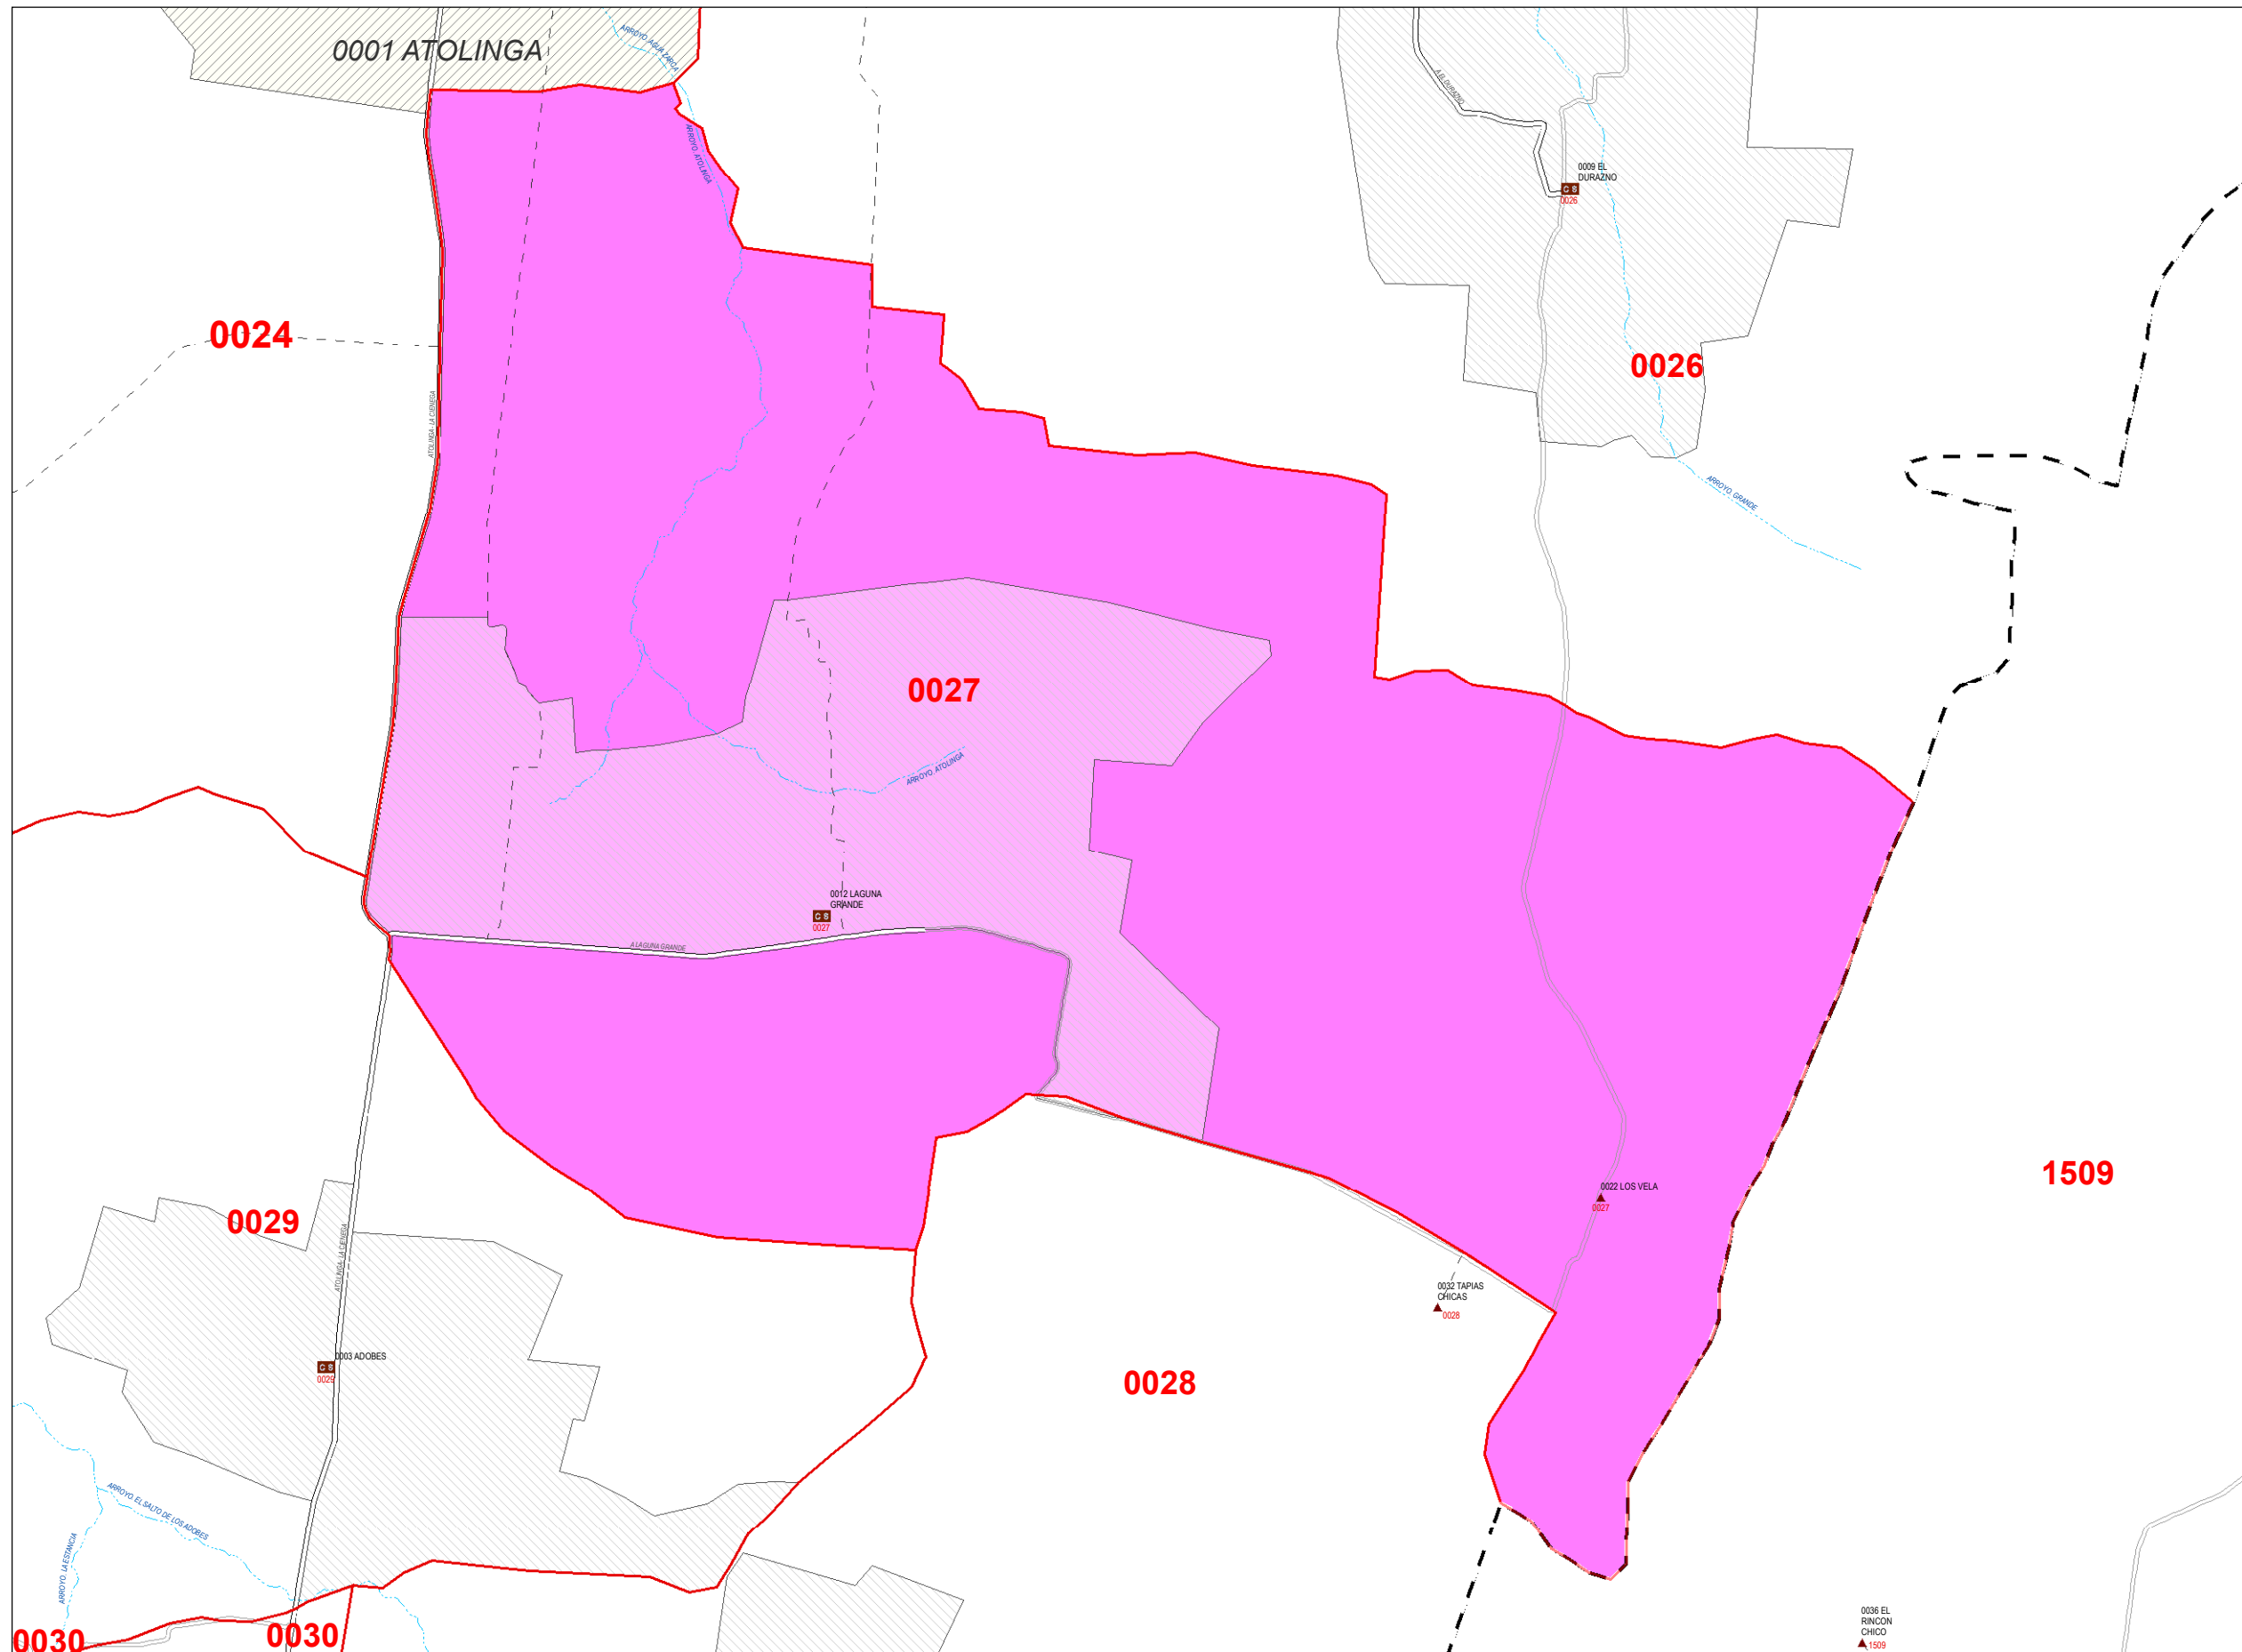 0001 ATOLINGA
ARROYO. AGUA ZARCA
ARROYO. ATOLINGA
A EL DURAZNO
0009 EL
DURAZNO
C S
0026
0024
0026
ATOLINGA - LA CIENEGA
ARROYO. GRANDE
0027
ARROYO. ATOLINGA
0012 LAGUNA
GRANDE
C S
0027
A LAGUNA GRANDE
1509
0022 LOS VELA
0027
0029
ATOLINGA - LA CIENEGA
0032 TAPIAS
CHICAS
0028
0003 ADOBES
C S
0029
0028
ARROYO. EL SALTO DE LOS ADOBES
ARROYO. LA ESTANCIA
0036 EL
RINCON
CHICO
1509
0030
0030